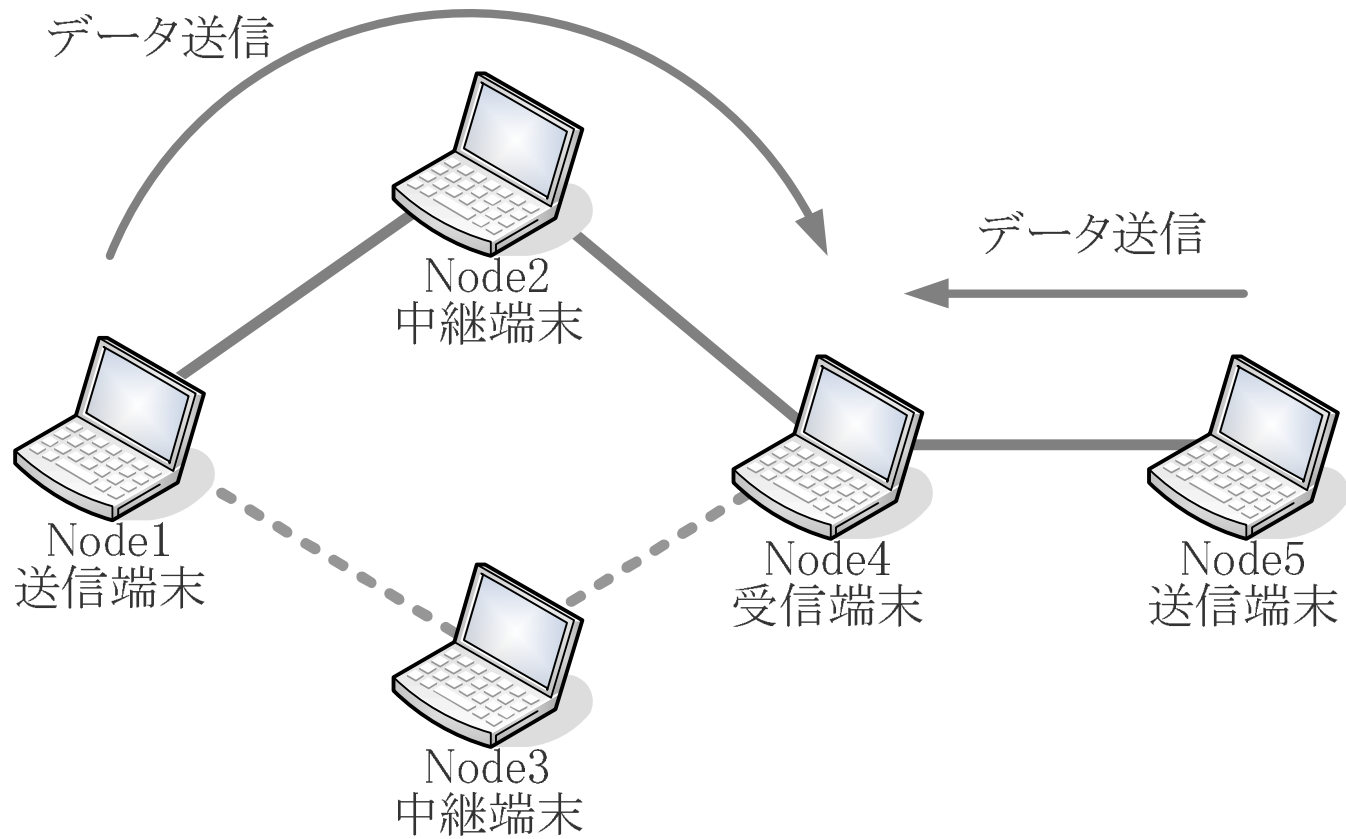 データ送信
データ送信
Node2
中継端末
Node1
送信端末
Node4
受信端末
Node5
送信端末
Node3
中継端末